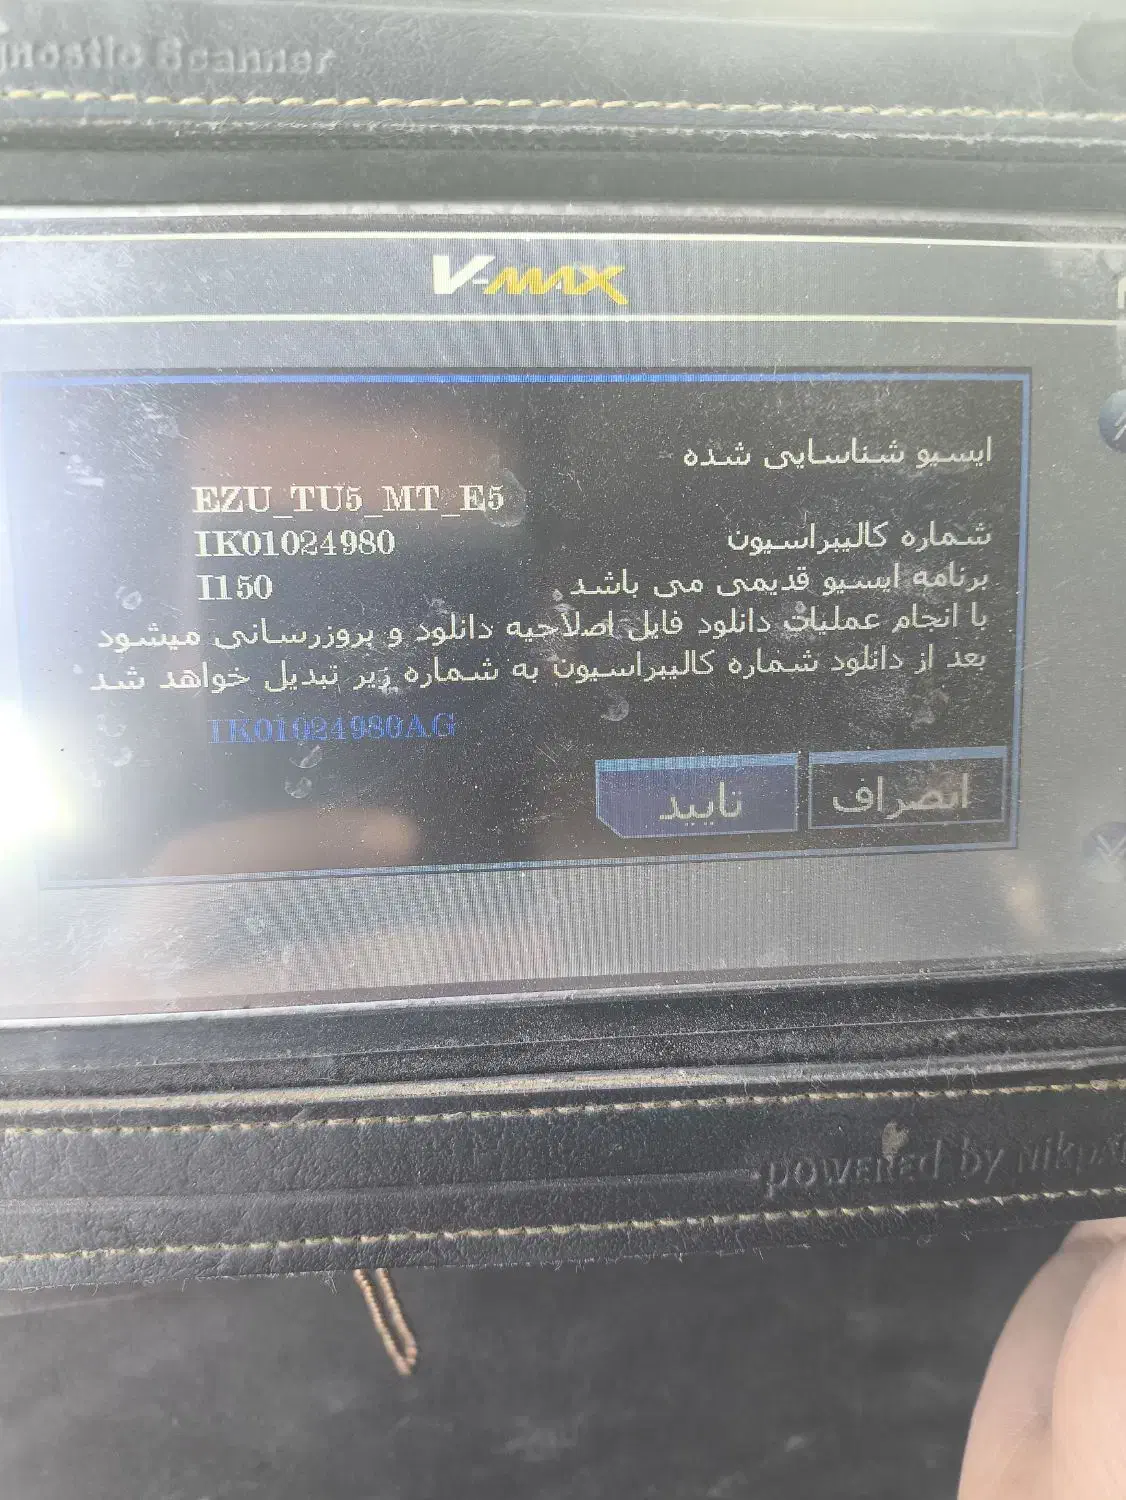 gnostic Scanner
V-MAX
ایسیو شناسایی شده
EZU_TU5_MT_E5
شماره کالیبراسیون IK01024980
برنامه ایسیو قدیمی می باشد I150
با انجام عملیات دانلود فایل اصلاحیه دانلود و بروزرسانی میشود
بعد از دانلود شماره کالیبراسیون به شماره زیر تبدیل خواهد شد
IK01024980AG
تایید انصراف
powered by